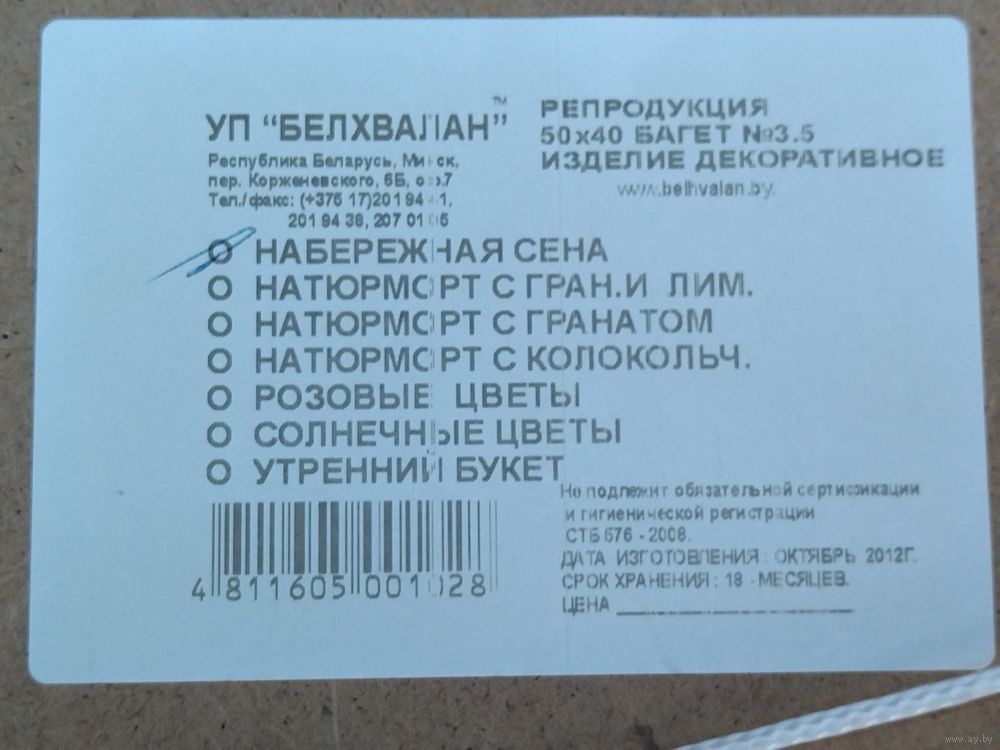 УП “БЕЛХВАЛАН” ™
Республика Беларусь, Минск,
пер. Корженевского, 6Б,
Тел./факс: (+375 17)201 94
201 94 38, 207 01
РЕПРОДУКЦИЯ
50x40 БАГЕТ №3.5
ИЗДЕЛИЕ ДЕКОРАТИВНОЕ
www.belhvalan.by.
О НАБЕРЕЖНАЯ СЕНА
О НАТЮРМОРТ С ГРАН.И ЛИМ.
О НАТЮРМОРТ С ГРАНАТОМ
О НАТЮРМОРТ С КОЛОКОЛЬЧ.
О РОЗОВЫЕ ЦВЕТЫ
О СОЛНЕЧНЫЕ ЦВЕТЫ
О УТРЕННИЙ БУКЕТ
4 811605 001028
Не подлежит обязательной сертификации
и гигиенической регистрации
СТБ 676 - 2008.
ДАТА ИЗГОТОВЛЕНИЯ : ОКТЯБРЬ 2012Г.
СРОК ХРАНЕНИЯ : 18 - МЕСЯЦЕВ.
ЦЕНА
www.ay.by